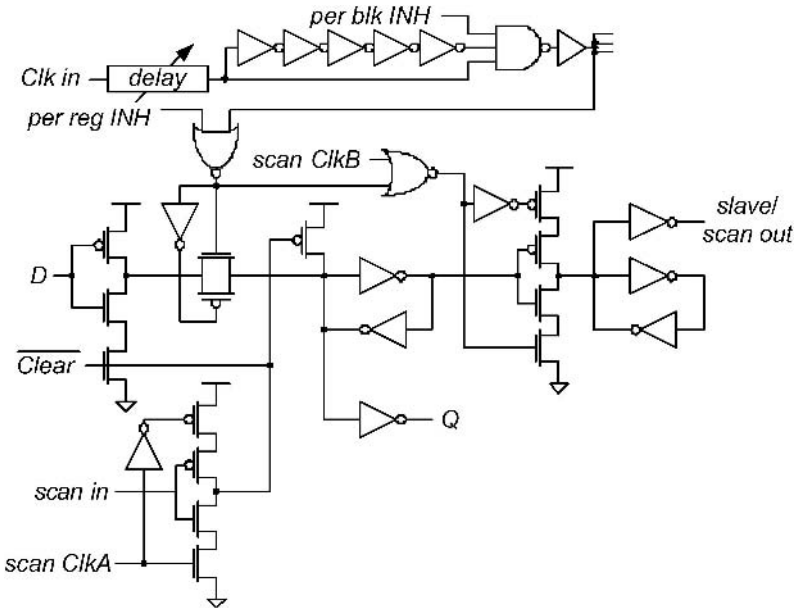 per blk INH
Clk in
delay
per reg INH
scan ClkB
slave/
scan out
D
Clear
Q
scan in
scan ClkA